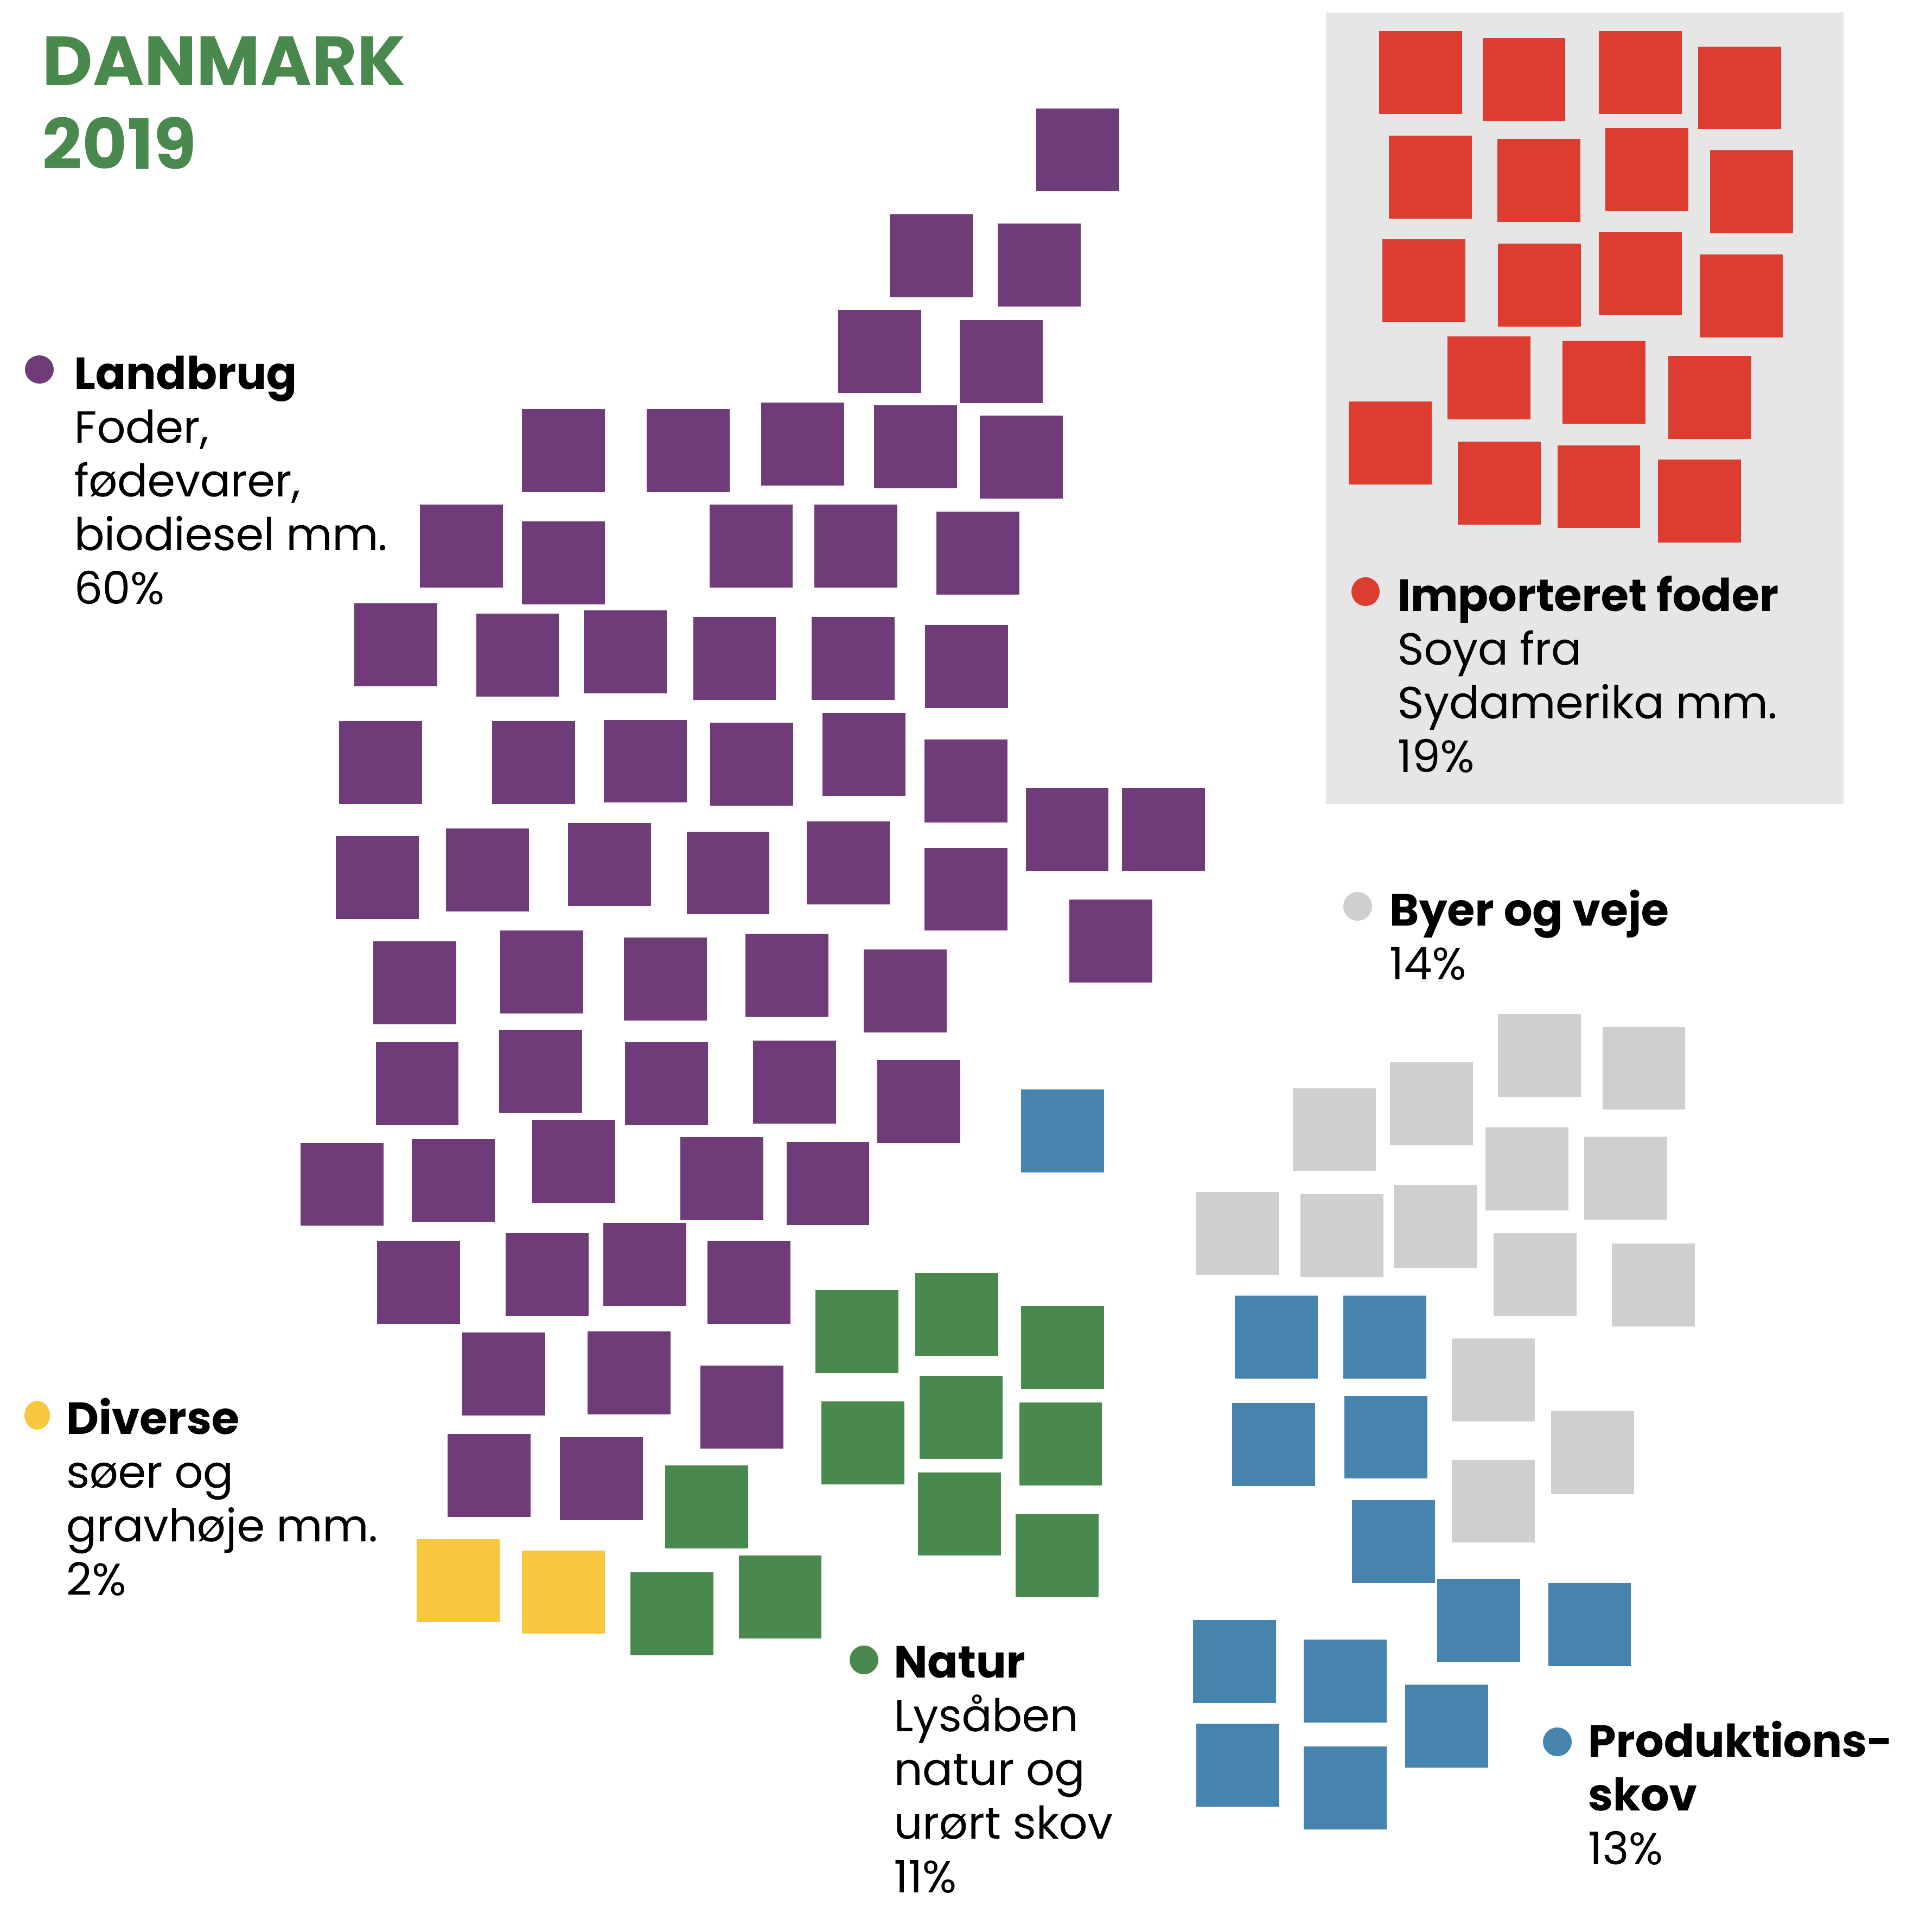 DANMARK
2019
Landbrug
Foder,
fødevarer,
biodiesel mm.
60%
Importeret foder
Soya fra
Sydamerika mm.
19%
Byer og veje
14%
Diverse
søer og
gravhøje mm.
2%
Natur
Lysåben
natur og
urørt skov
11%
Produktions-
skov
13%